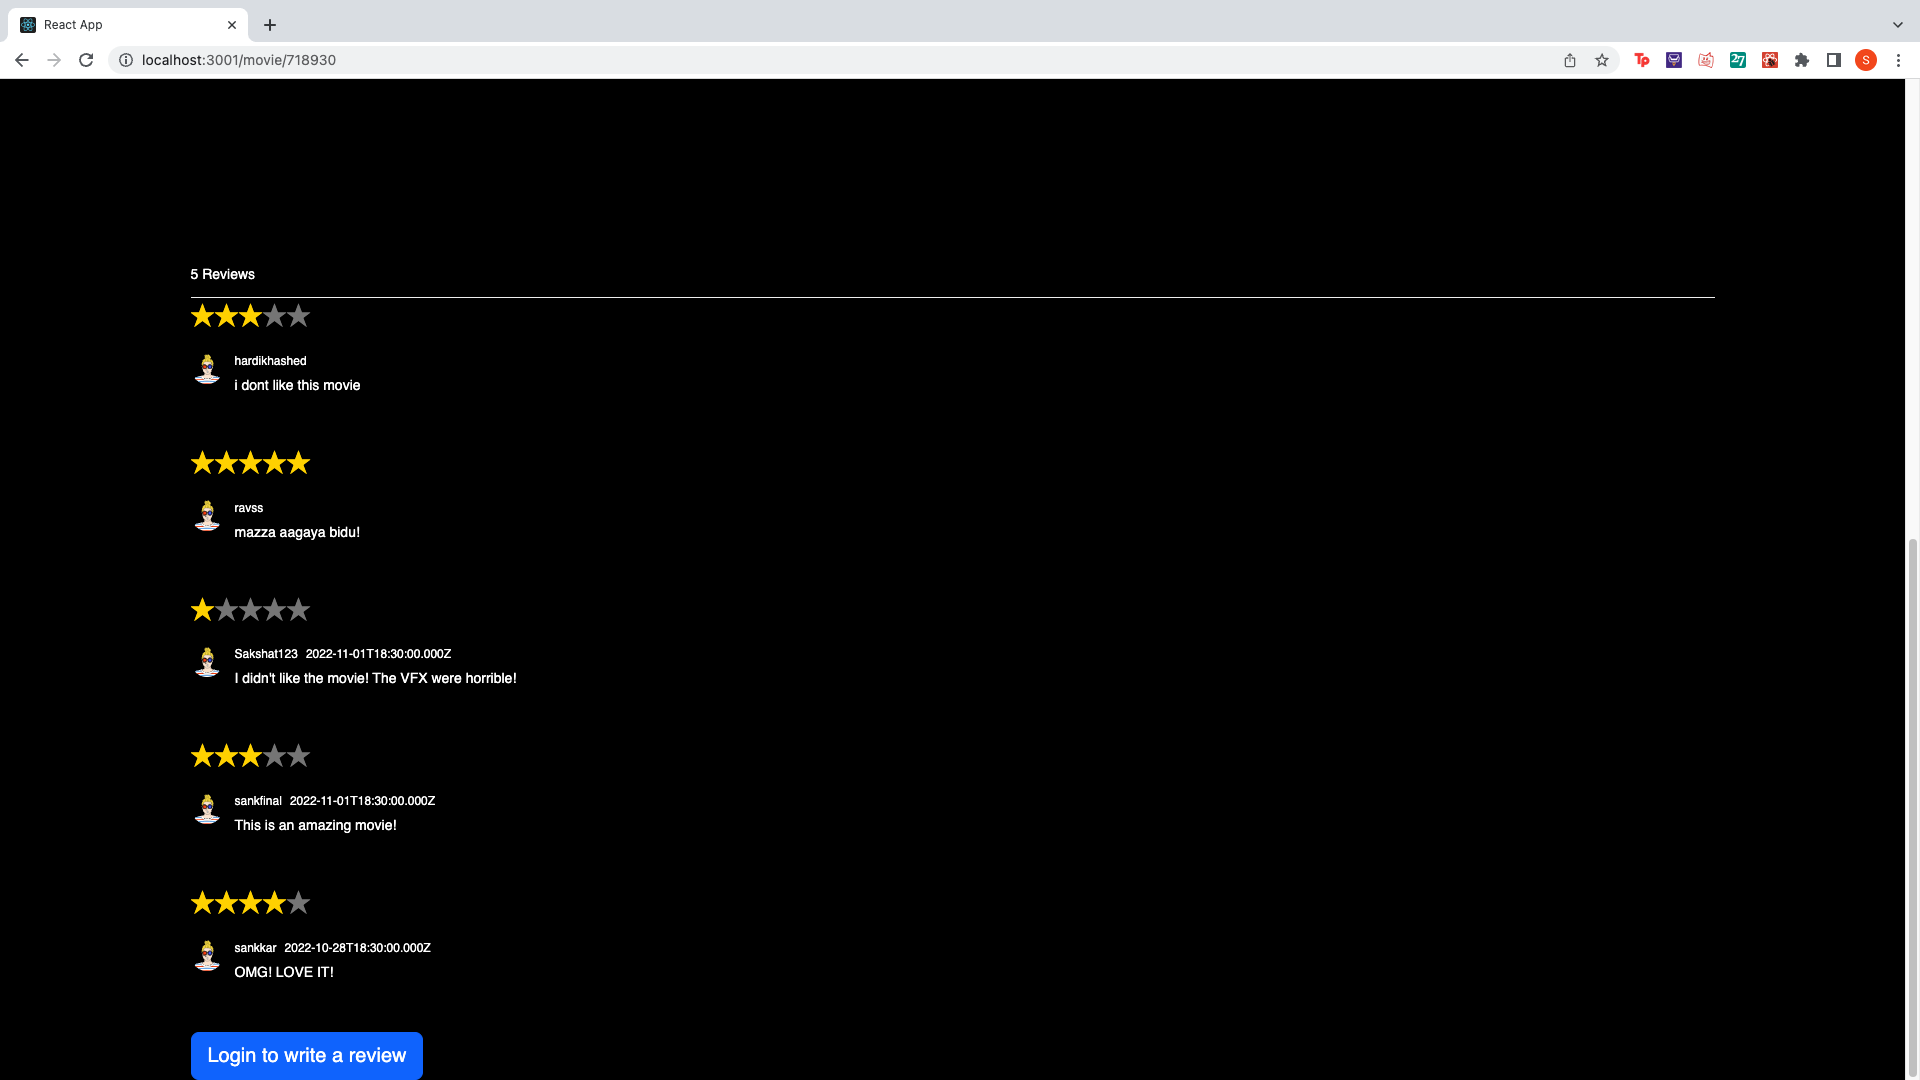 React App
localhost:3001/movie/718930
Tp
27
S
5 Reviews
hardikhashed
i dont like this movie
ravss
mazza aagaya bidu!
Sakshat123 2022-11-01T18:30:00.000Z
I didn't like the movie! The VFX were horrible!
sankfinal 2022-11-01T18:30:00.000Z
This is an amazing movie!
sankkar 2022-10-28T18:30:00.000Z
OMG! LOVE IT!
Login to write a review